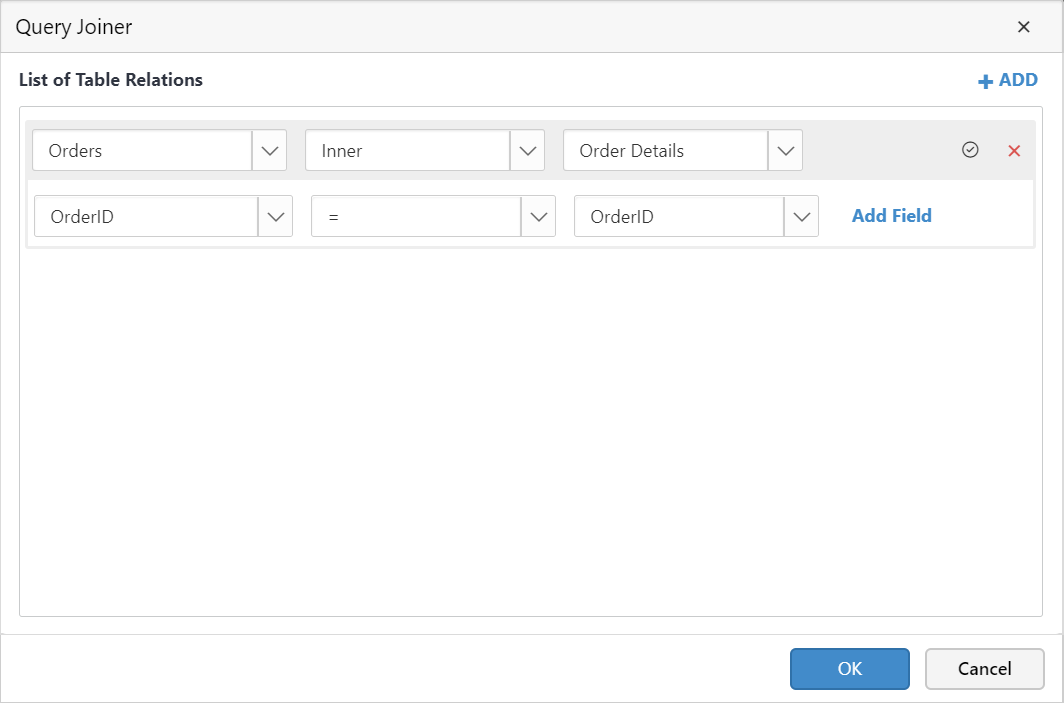 Query Joiner
List of Table Relations
ADD
Orders
Inner
Order Details
OrderID
=
OrderID
Add Field
OK
Cancel